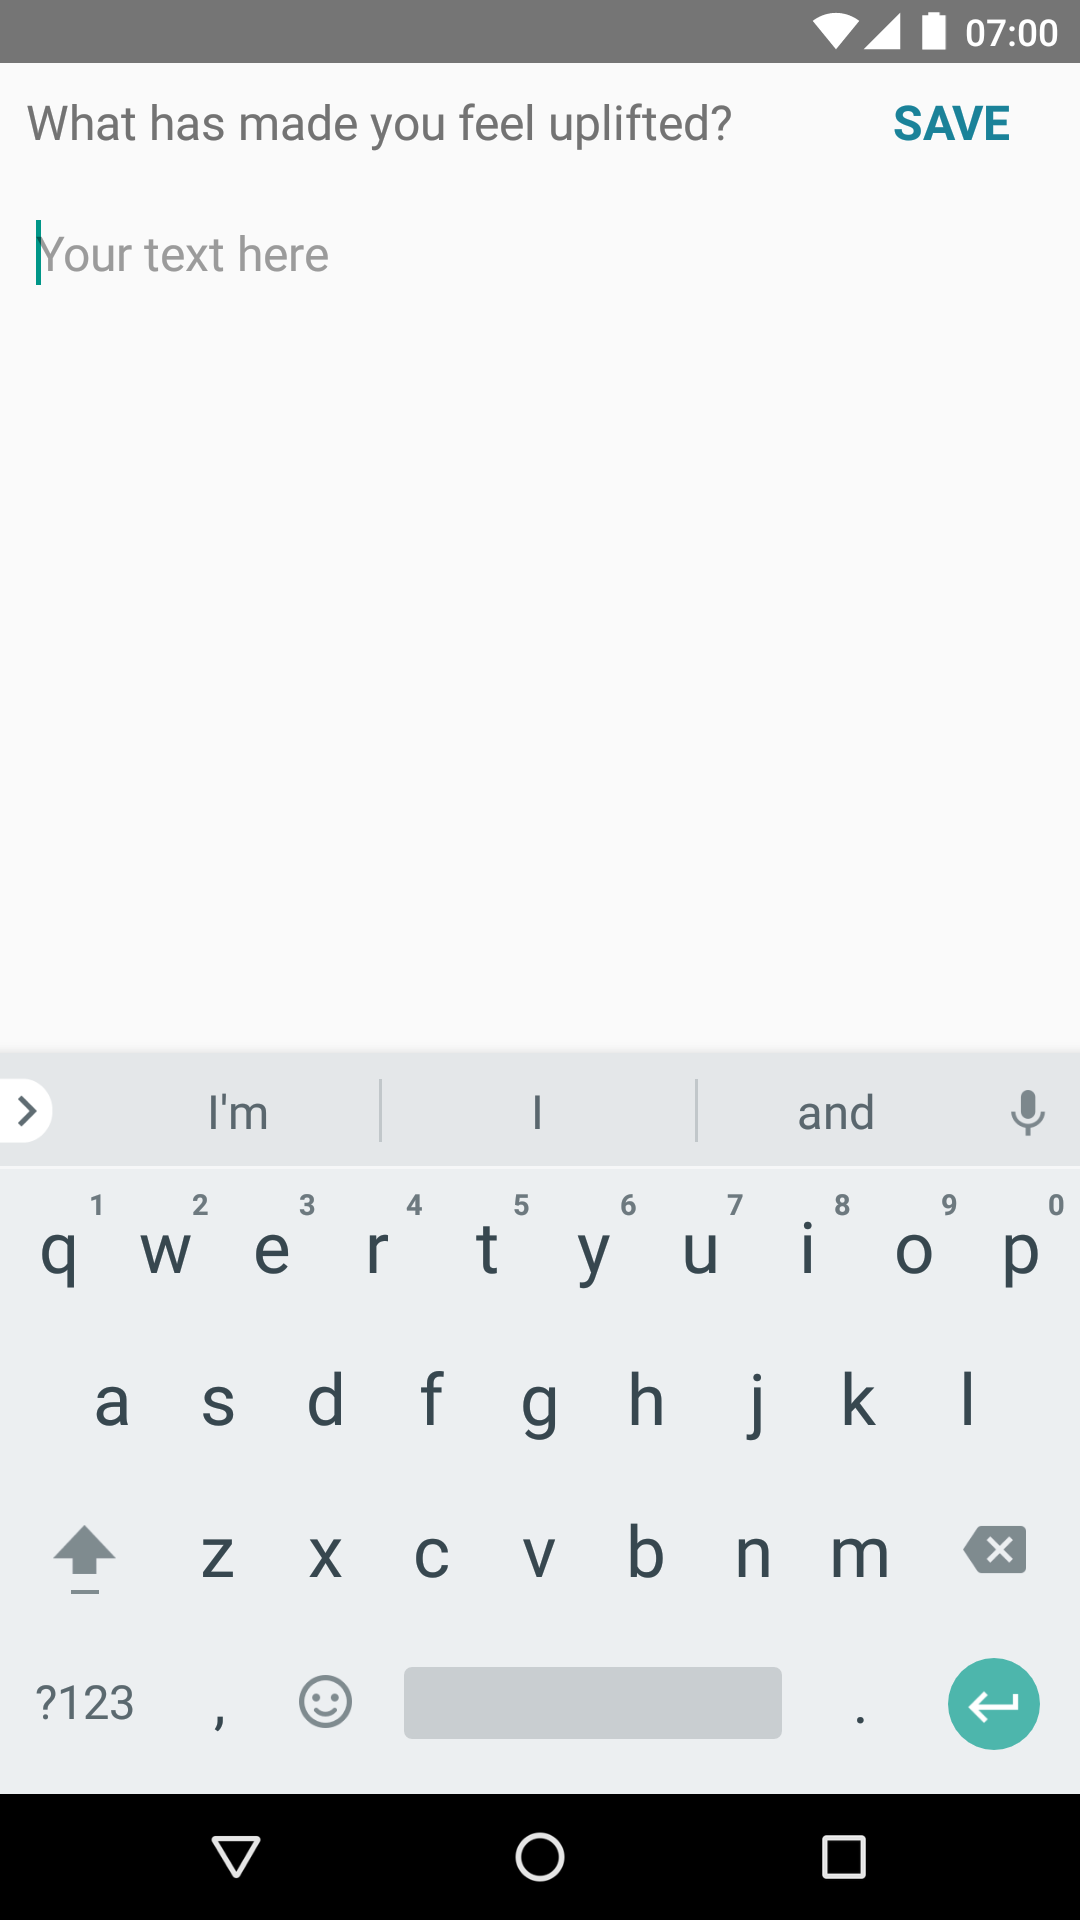 07:00
What has made you feel uplifted? SAVE
Your text here
I'm I and
1 2 3 4 5 6 7 8 9 0
q w e r t y u i o p
a s d f g h j k l
z x c v b n m
?123 , .